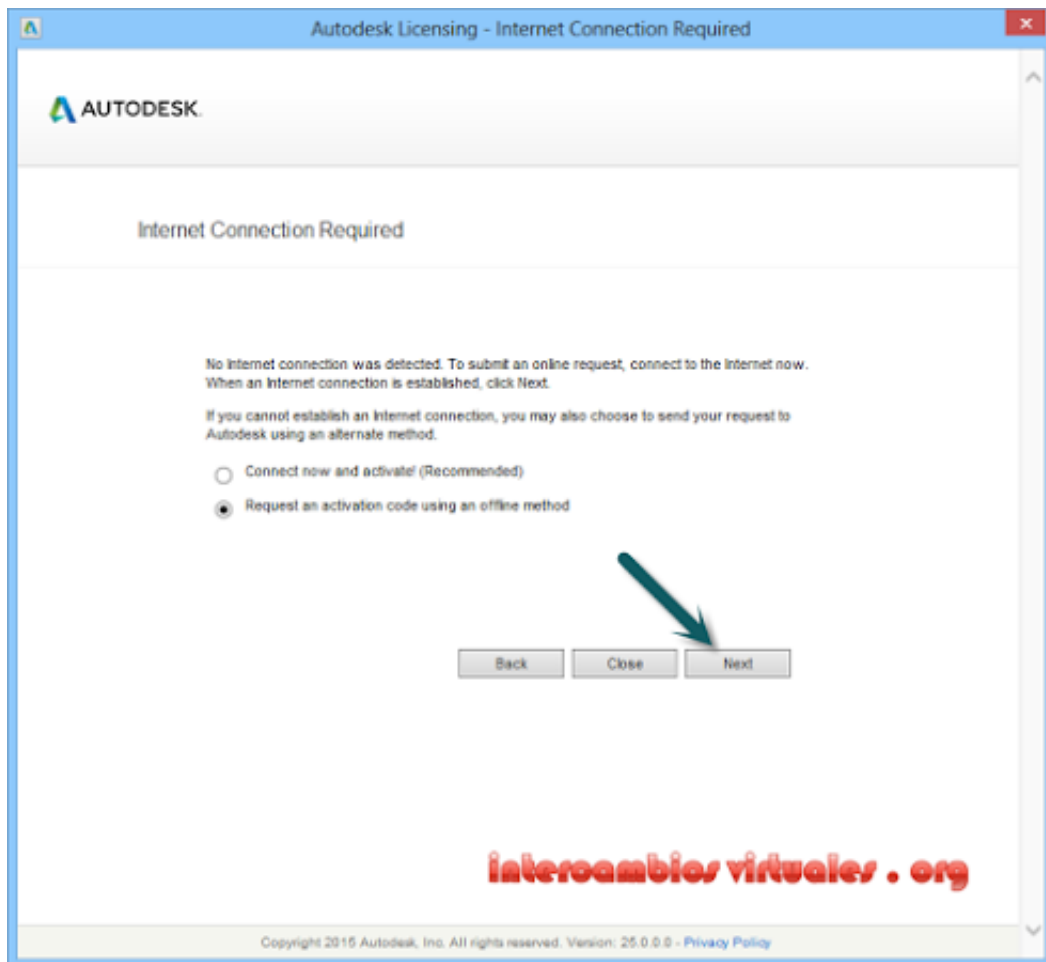 Autodesk Licensing - Internet Connection Required
AUTODESK.
Internet Connection Required
No Internet connection was detected. To submit an online request, connect to the Internet now.
When an Internet connection is established, click Next.
If you cannot establish an Internet connection, you may also choose to send your request to
Autodesk using an alternate method.
Connect now and activate! (Recommended)
Request an activation code using an offline method
Back Close Next
intercambios virtuales . org
Copyright 2015 Autodesk, Inc. All rights reserved. Version: 25.0.0.0 - Privacy Policy